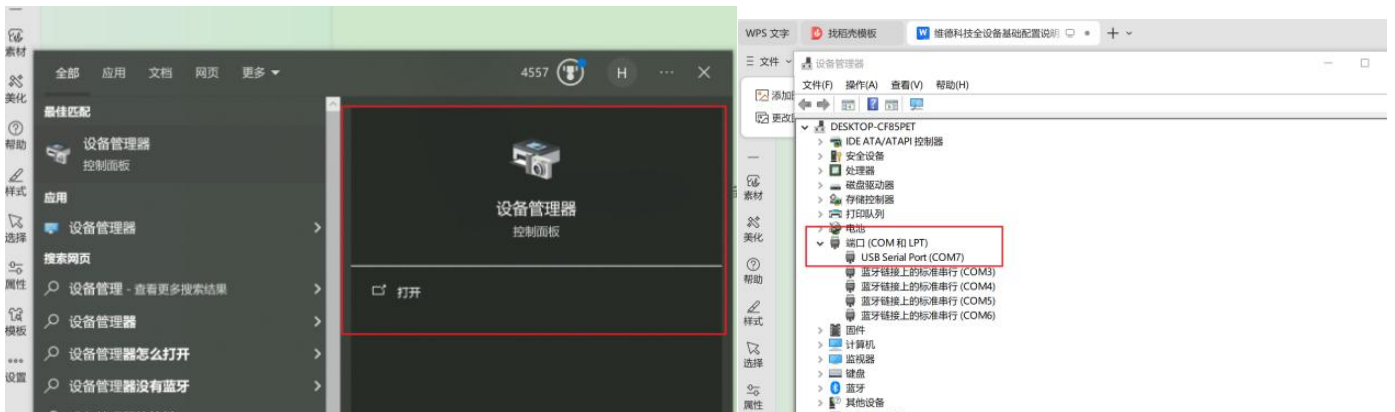 素材
美化
帮助
样式
选择
属性
模板
设置
全部 应用 文档 网页 更多
4557 H ···
最佳匹配
设备管理器
控制面板
应用
设备管理器
搜索网页
设备管理 - 查看更多搜索结果
设备管理器
设备管理器怎么打开
设备管理器没有蓝牙
设备管理器
控制面板
打开
WPS 文字 找稻壳模板 维德科技全设备基础配置说明
文件
添加
更改
素材
美化
帮助
样式
选择
属性
设备管理器
文件(F) 操作(A) 查看(V) 帮助(H)
DESKTOP-CF85PET
IDE ATA/ATAPI 控制器
安全设备
处理器
磁盘驱动器
存储控制器
打印队列
电池
端口 (COM 和 LPT)
USB Serial Port (COM7)
蓝牙链接上的标准串行 (COM3)
蓝牙链接上的标准串行 (COM4)
蓝牙链接上的标准串行 (COM5)
蓝牙链接上的标准串行 (COM6)
固件
计算机
监视器
键盘
蓝牙
其他设备